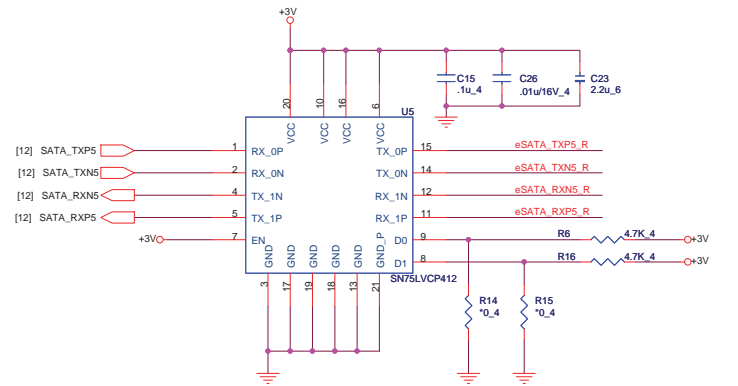 +3V
C15
.1u_4
C26
.01u/16V_4
C23
2.2u_6
20
10
16
6
U5
VCC
VCC
VCC
VCC
[12] SATA_TXP5
1
RX_0P
TX_0P
15
eSATA_TXP5_R
[12] SATA_TXN5
2
RX_0N
TX_0N
14
eSATA_TXN5_R
[12] SATA_RXN5
4
TX_1N
RX_1N
12
eSATA_RXN5_R
[12] SATA_RXP5
5
TX_1P
RX_1P
11
eSATA_RXP5_R
+3V
7
EN
D0
9
R6
4.7K_4
+3V
D1
8
R16
4.7K_4
+3V
GND
GND
GND
GND
GND
GND_P
SN75LVCP412
3
17
19
18
13
21
R14
*0_4
R15
*0_4